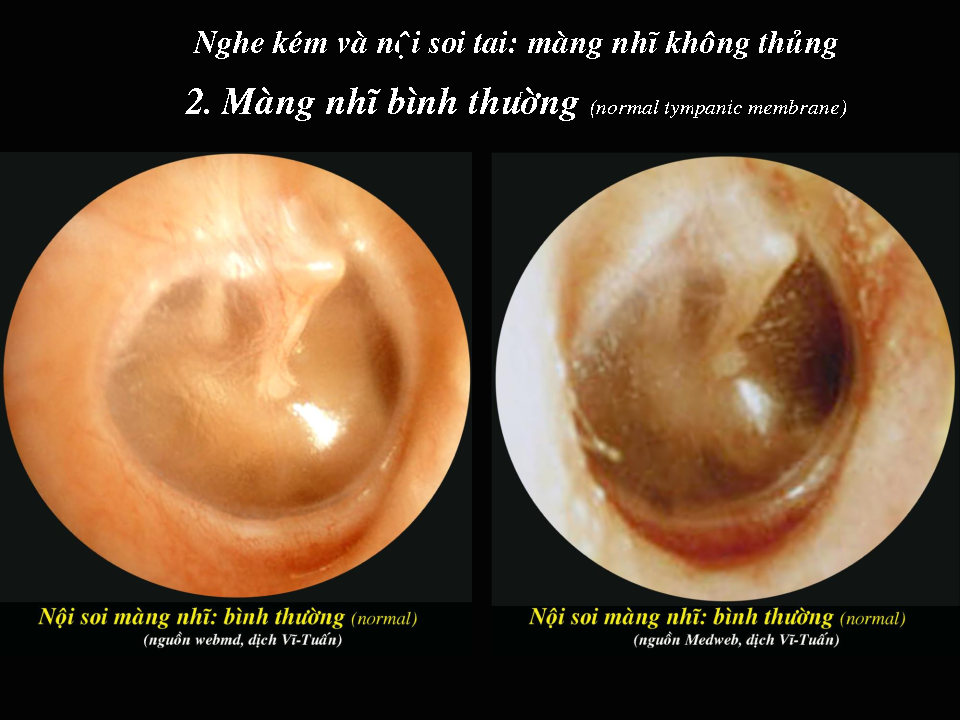 Nghe kém và nội soi tai: màng nhĩ không thủng
2. Màng nhĩ bình thường (normal tympanic membrane)
Nội soi màng nhĩ: bình thường (normal)
(nguồn webmd, dịch Vĩ-Tuấn)
Nội soi màng nhĩ: bình thường (normal)
(nguồn Medweb, dịch Vĩ-Tuấn)